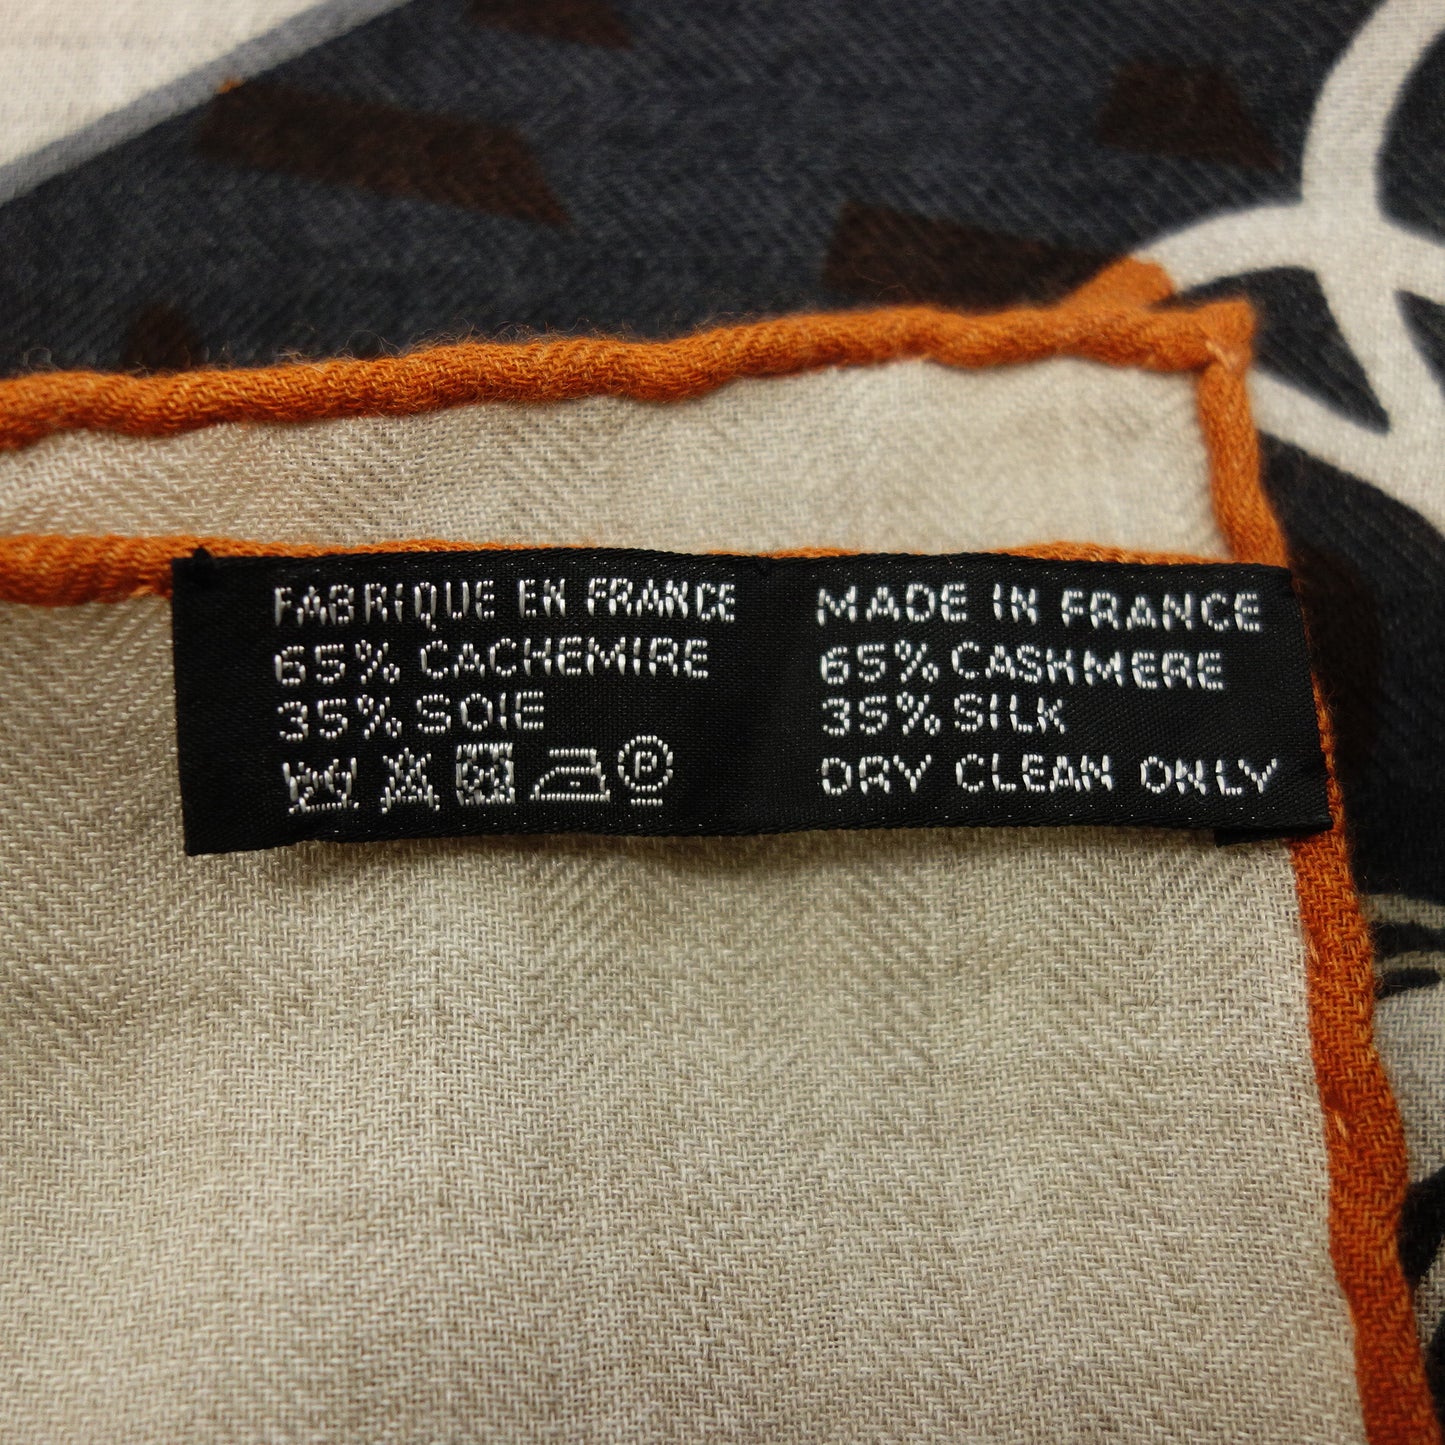 FABRIQUE EN FRANCE
65% CACHEMIRE
35% SOIE
P
MADE IN FRANCE
65% CASHMERE
35% SILK
DRY CLEAN ONLY